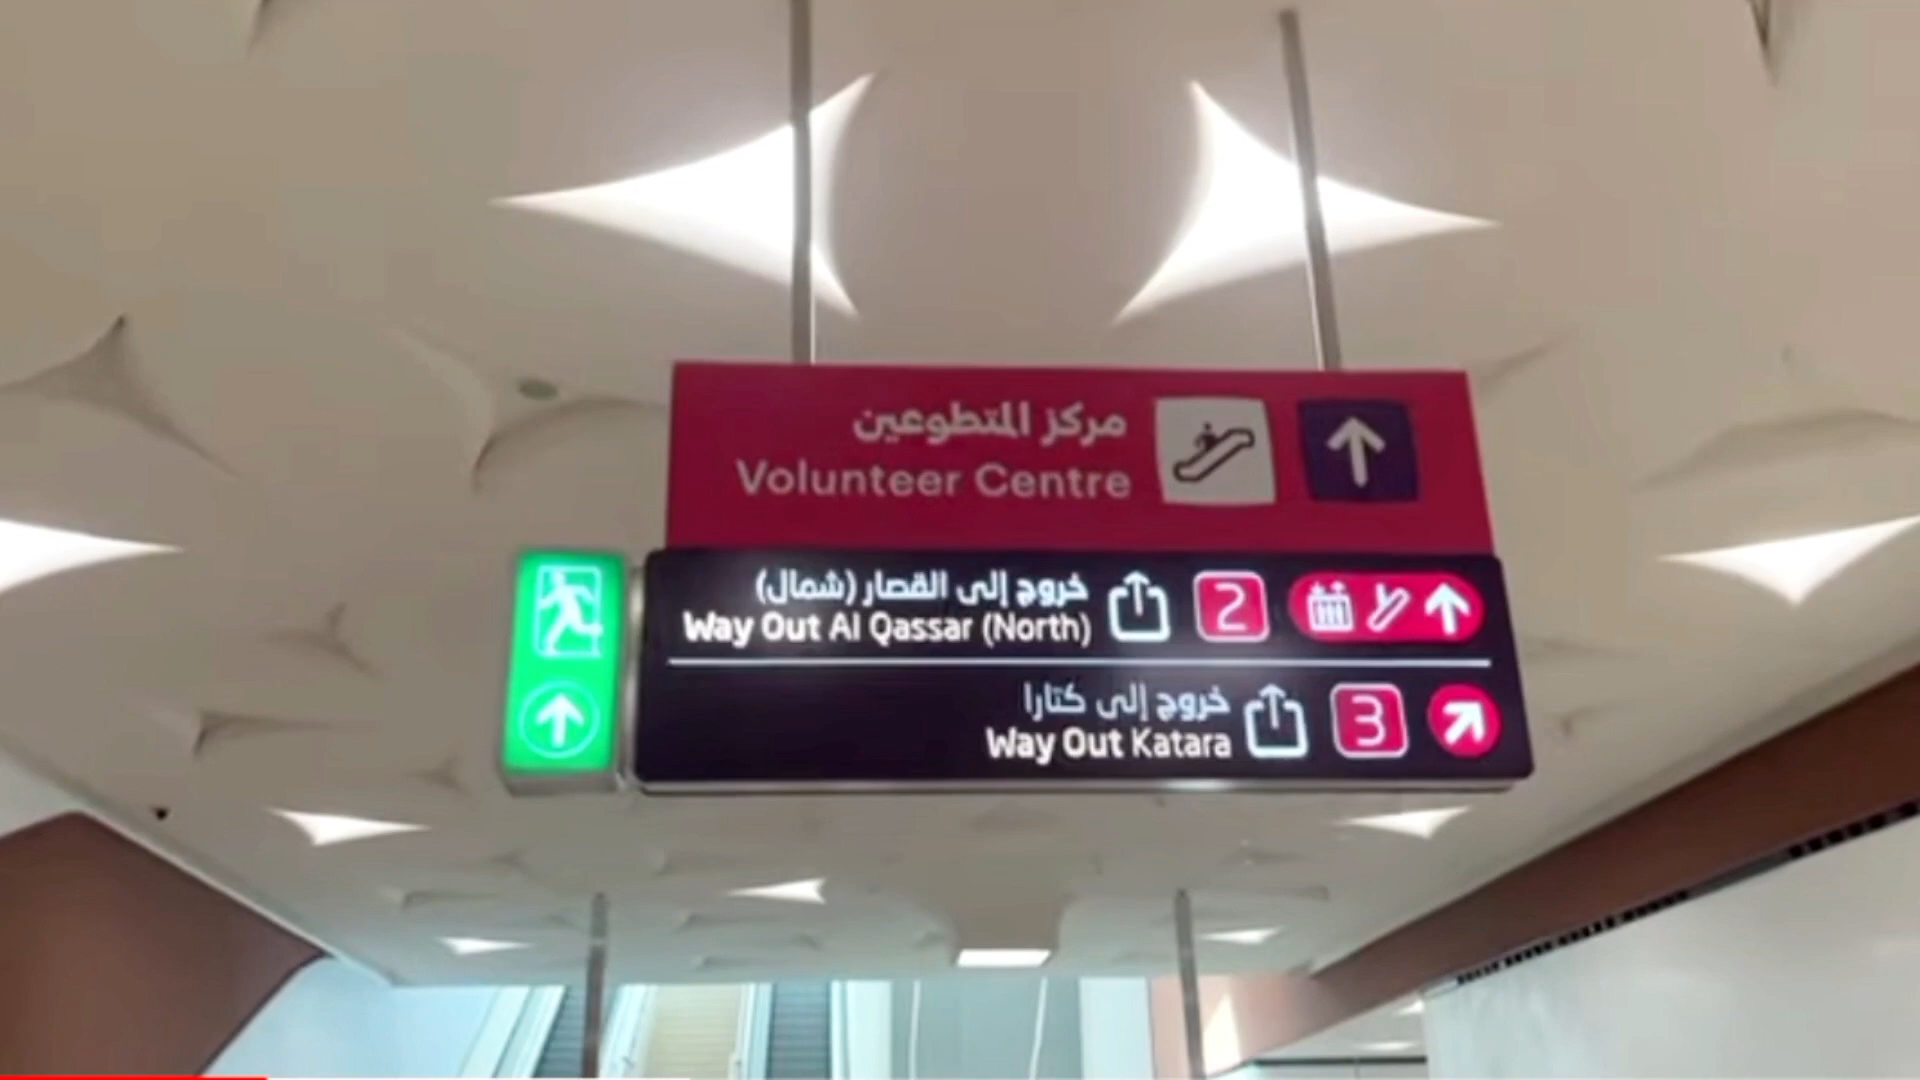 مركز المتطوعين
Volunteer Centre
خروج إلى القصار (شمال)
Way Out Al Qassar (North)
2
خروج إلى كتارا
Way Out Katara
3